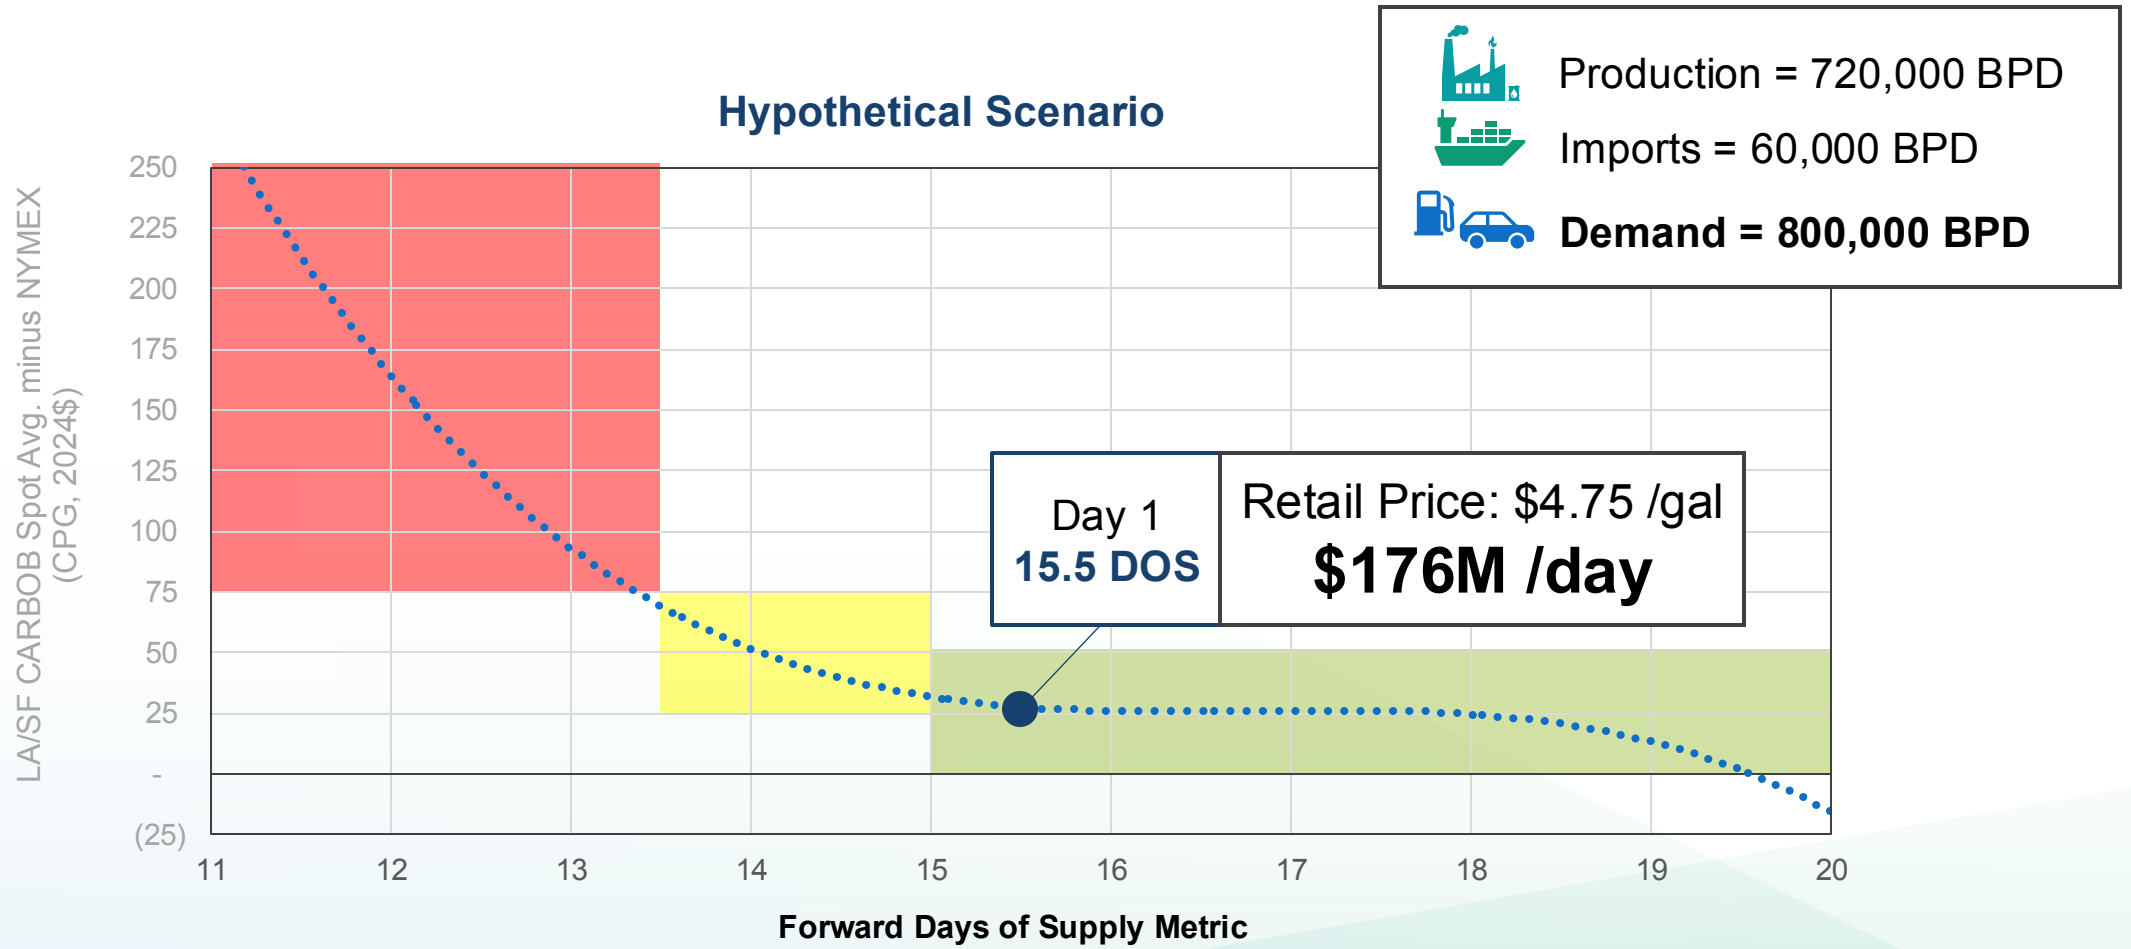 Production = 720,000 BPD
Imports = 60,000 BPD
Demand = 800,000 BPD
Hypothetical Scenario
LA/SF CARBOB Spot Avg. minus NYMEX
(CPG, 2024$)
250
225
200
175
150
125
100
75
50
25
-
(25)
Day 1
15.5 DOS
Retail Price: $4.75 /gal
$176M /day
11
12
13
14
15
16
17
18
19
20
Forward Days of Supply Metric